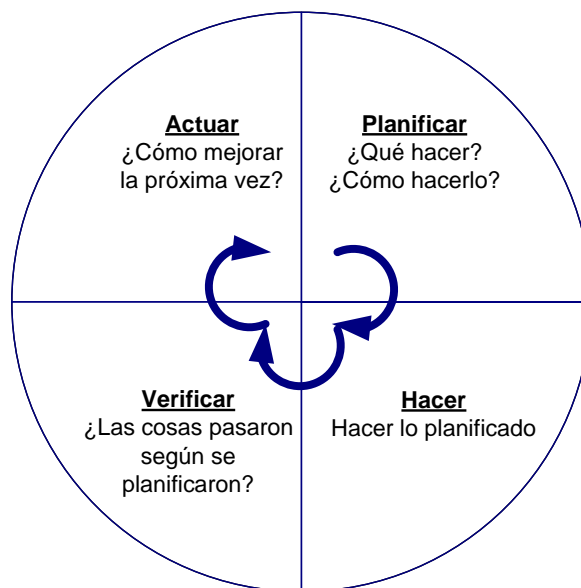 Actuar
¿Cómo mejorar
la próxima vez?
Planificar
¿Qué hacer?
¿Cómo hacerlo?
Verificar
¿Las cosas pasaron
según se
planificaron?
Hacer
Hacer lo planificado